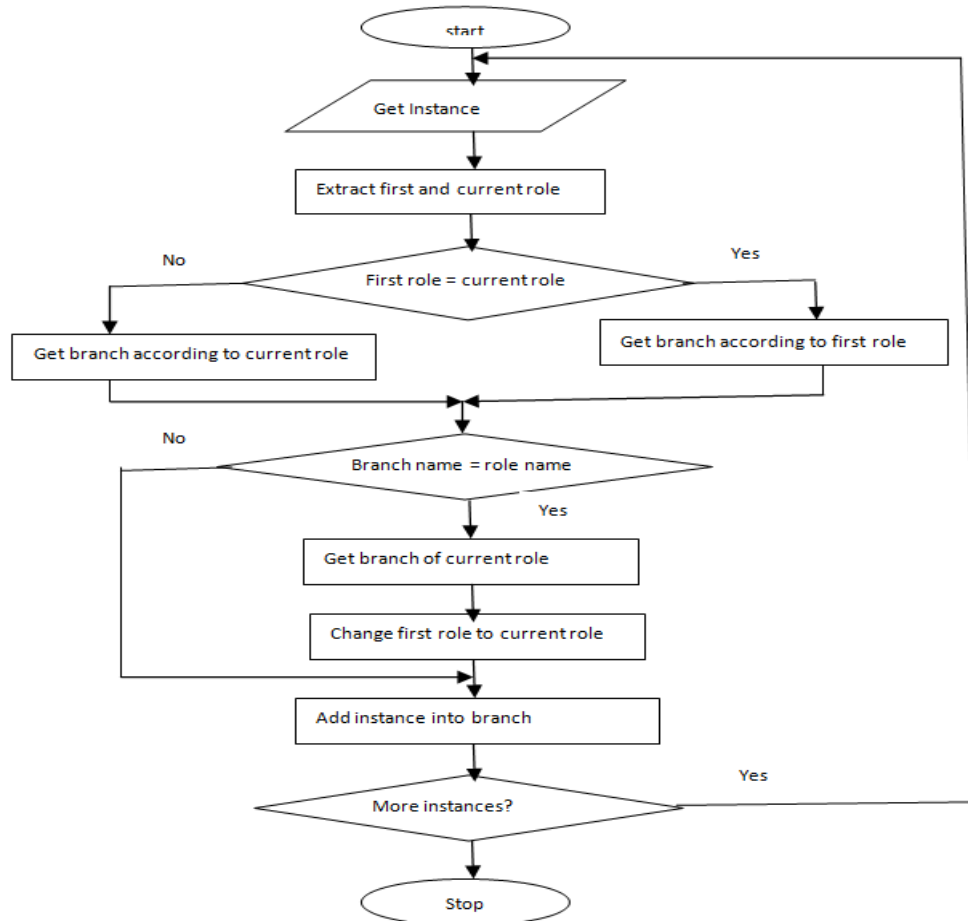 start
Get Instance
Extract first and current role
No
Yes
First role = current role
Get branch according to current role
Get branch according to first role
No
Branch name = role name
Yes
Get branch of current role
Change first role to current role
Add instance into branch
Yes
More instances?
Stop